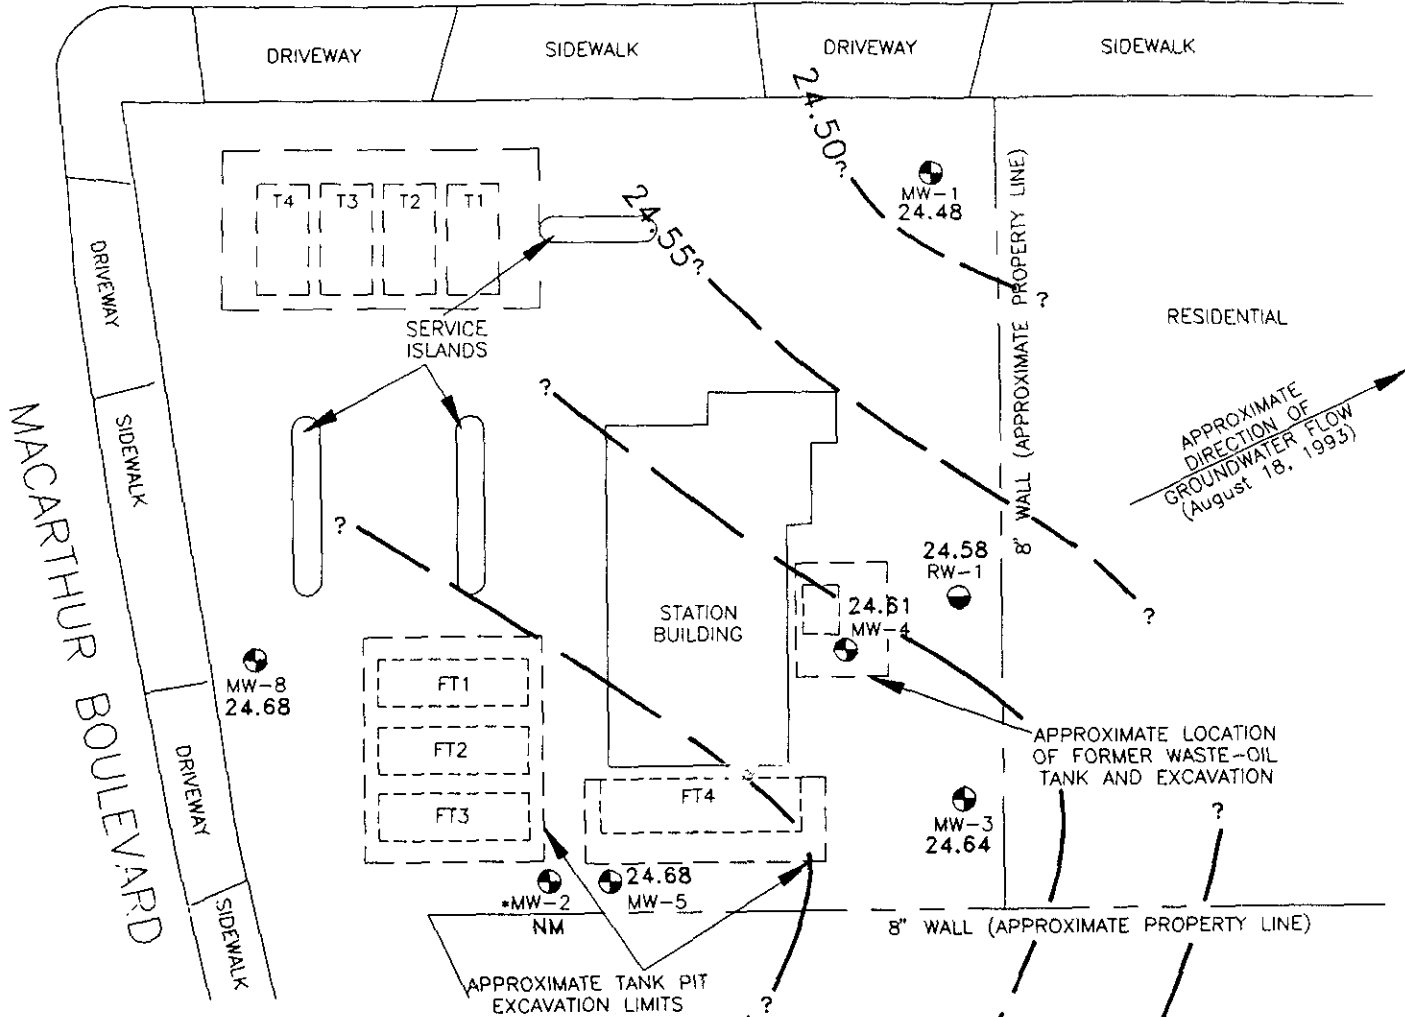 DRIVEWAY
SIDEWALK
DRIVEWAY
SIDEWALK
24.50?
MW-1
24.48
T4
T3
T2
T1
24.55?
?
8" WALL (APPROXIMATE PROPERTY LINE)
RESIDENTIAL
DRIVEWAY
SERVICE
ISLANDS
?
APPROXIMATE
DIRECTION OF
GROUNDWATER FLOW
(August 18, 1993)
SIDEWALK
MACARTHUR BOULEVARD
?
24.58
RW-1
STATION
BUILDING
24.61
MW-4
?
MW-8
24.68
FT1
FT2
FT3
FT4
APPROXIMATE LOCATION
OF FORMER WASTE-OIL
TANK AND EXCAVATION
DRIVEWAY
MW-3
24.64
?
24.68
MW-5
*MW-2
NM
SIDEWALK
8" WALL (APPROXIMATE PROPERTY LINE)
APPROXIMATE TANK PIT
EXCAVATION LIMITS
?